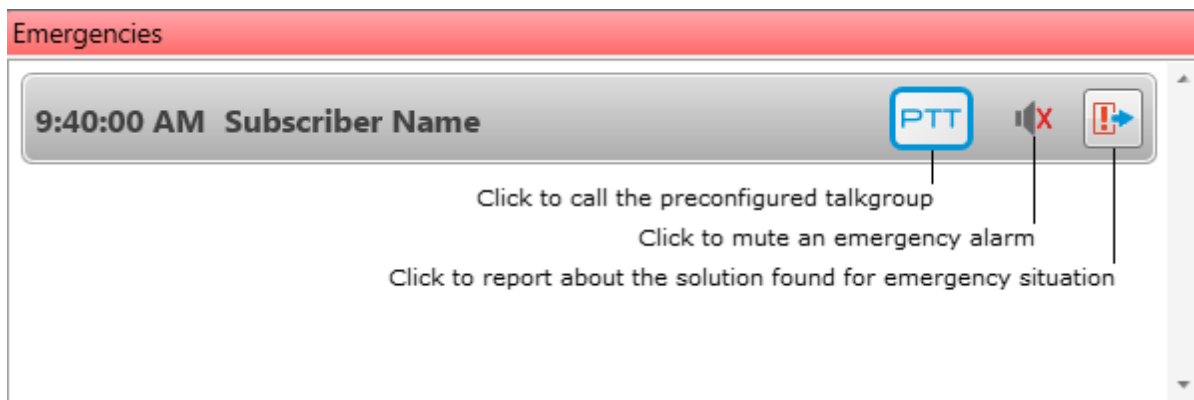 Emergencies
9:40:00 AM Subscriber Name PTT
Click to call the preconfigured talkgroup
Click to mute an emergency alarm
Click to report about the solution found for emergency situation